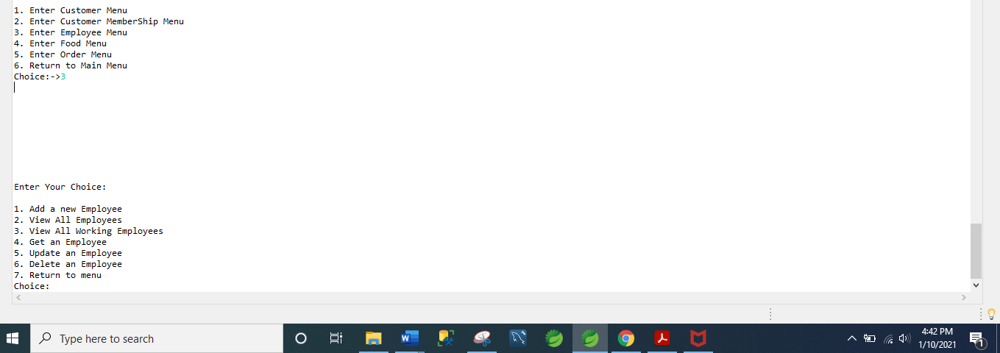 1. Enter Customer Menu
2. Enter Customer MemberShip Menu
3. Enter Employee Menu
4. Enter Food Menu
5. Enter Order Menu
6. Return to Main Menu
Choice:->3
Enter Your Choice:
1. Add a new Employee
2. View All Employees
3. View All Working Employees
4. Get an Employee
5. Update an Employee
6. Delete an Employee
7. Return to menu
Choice:
Type here to search
W
4:42 PM
1/10/2021
1